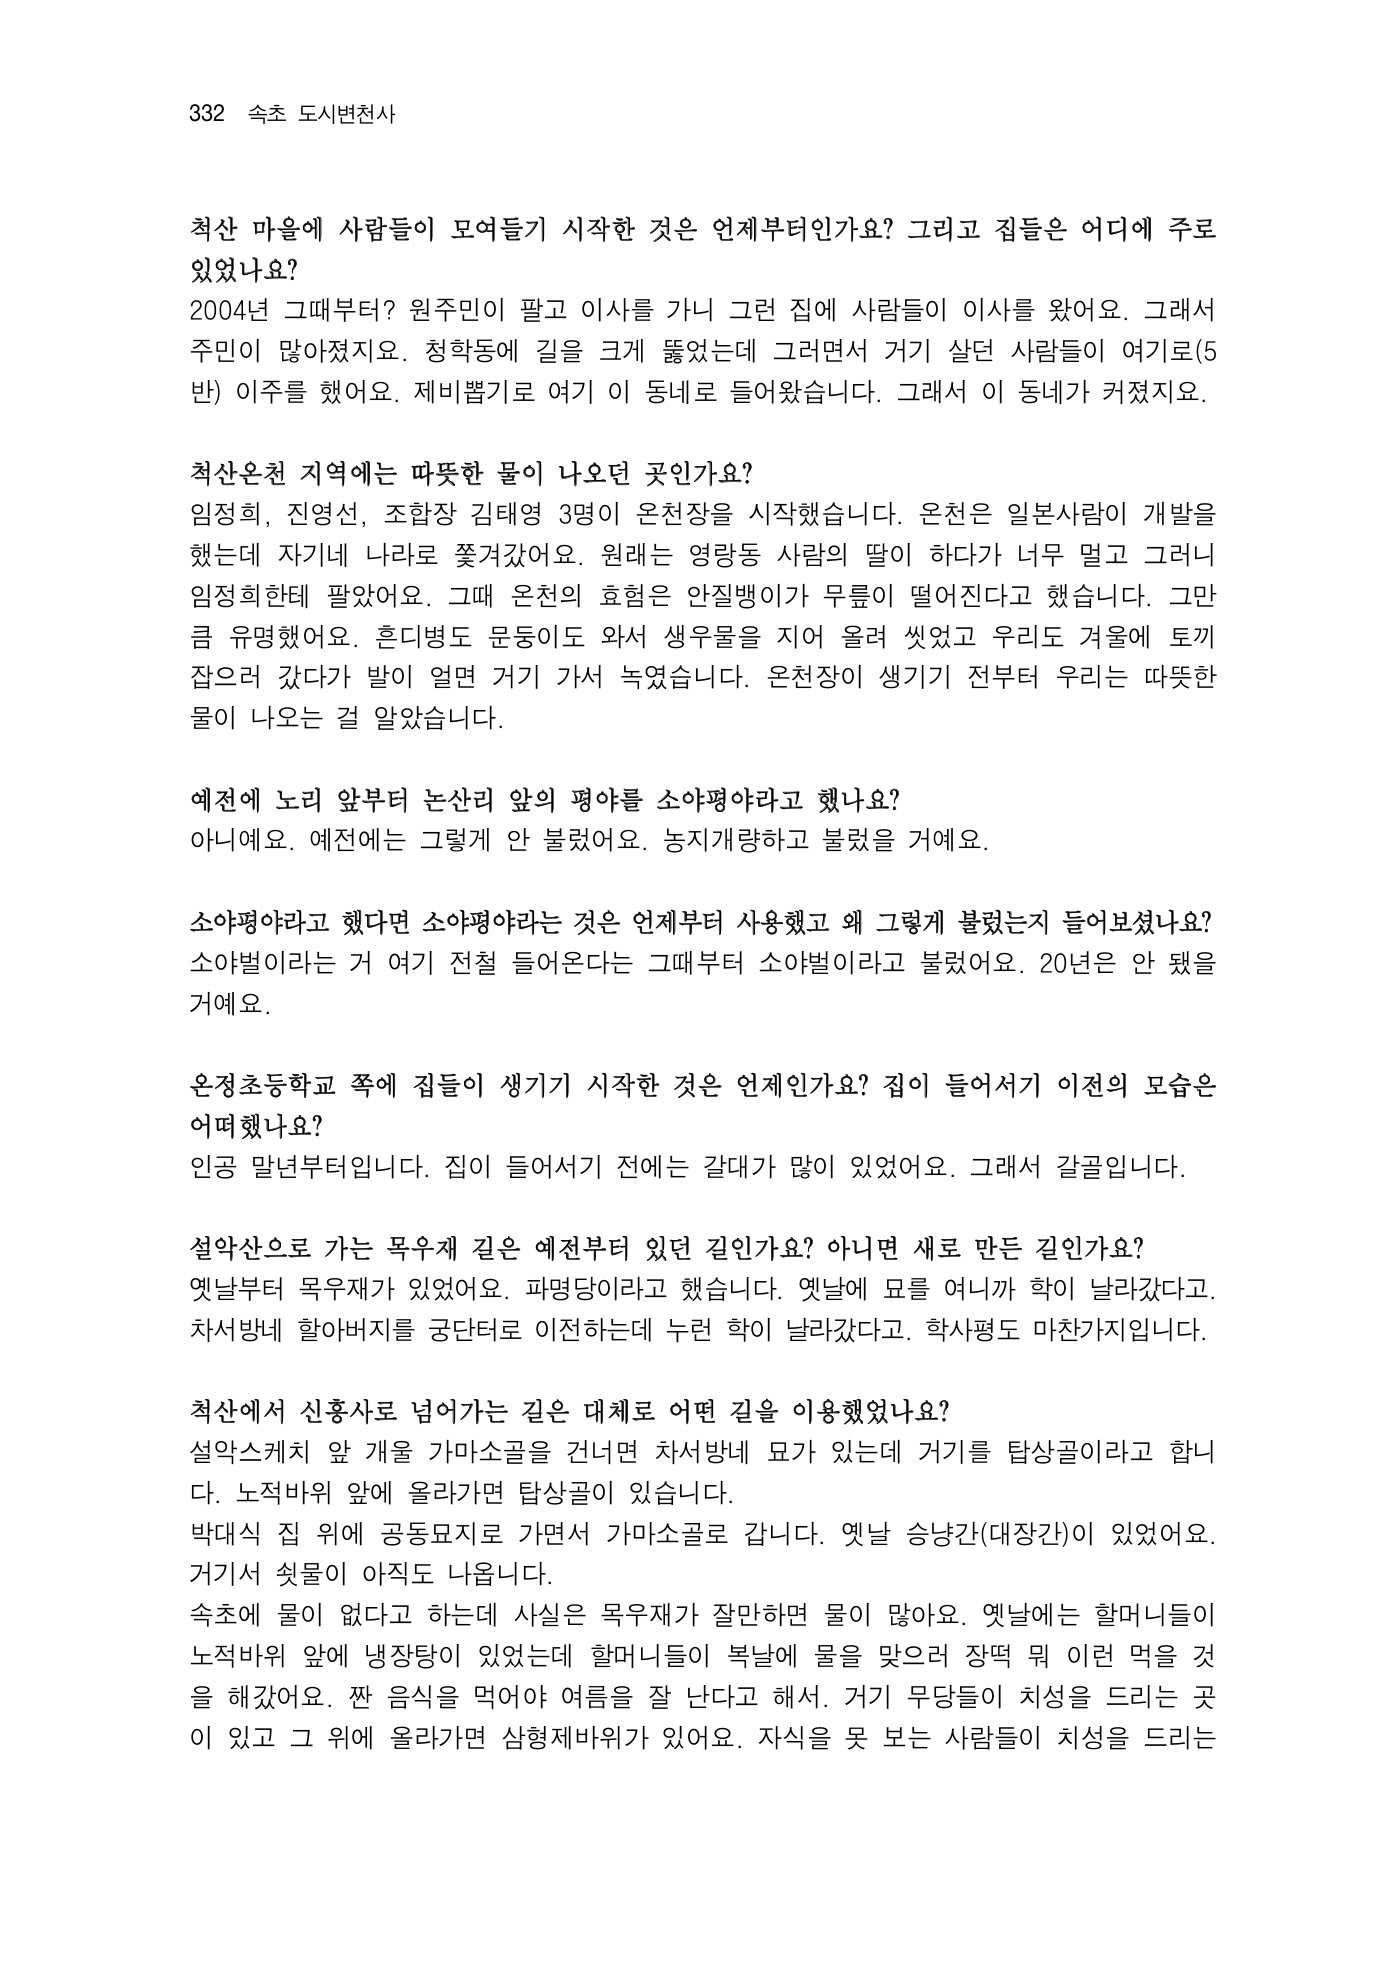 332 속초 도시변천사
척산 마을에 사람들이 모여들기 시작한 것은 언제부터인가요? 그리고 집들은 어디에 주로
있었나요?
2004년 그때부터? 원주민이 팔고 이사를 가니 그런 집에 사람들이 이사를 왔어요. 그래서
주민이 많아졌지요. 청학동에 길을 크게 뚫었는데 그러면서 거기 살던 사람들이 여기로(5
반) 이주를 했어요. 제비뽑기로 여기 이 동네로 들어왔습니다. 그래서 이 동네가 커졌지요.
척산온천 지역에는 따뜻한 물이 나오던 곳인가요?
임정희, 진영선, 조합장 김태영 3명이 온천장을 시작했습니다. 온천은 일본사람이 개발을
했는데 자기네 나라로 쫓겨갔어요. 원래는 영랑동 사람의 딸이 하다가 너무 멀고 그러니
임정희한테 팔았어요. 그때 온천의 효험은 안질뱅이가 무릎이 떨어진다고 했습니다. 그만
큼 유명했어요. 흔디병도 문둥이도 와서 생우물을 지어 올려 씻었고 우리도 겨울에 토끼
잡으러 갔다가 발이 얼면 거기 가서 녹였습니다. 온천장이 생기기 전부터 우리는 따뜻한
물이 나오는 걸 알았습니다.
예전에 노리 앞부터 논산리 앞의 평야를 소야평야라고 했나요?
아니예요. 예전에는 그렇게 안 불렀어요. 농지개량하고 불렀을 거예요.
소야평야라고 했다면 소야평야라는 것은 언제부터 사용했고 왜 그렇게 불렀는지 들어보셨나요?
소야벌이라는 거 여기 전철 들어온다는 그때부터 소야벌이라고 불렀어요. 20년은 안 됐을
거예요.
온정초등학교 쪽에 집들이 생기기 시작한 것은 언제인가요? 집이 들어서기 이전의 모습은
어떠했나요?
인공 말년부터입니다. 집이 들어서기 전에는 갈대가 많이 있었어요. 그래서 갈골입니다.
설악산으로 가는 목우재 길은 예전부터 있던 길인가요? 아니면 새로 만든 길인가요?
옛날부터 목우재가 있었어요. 파명당이라고 했습니다. 옛날에 묘를 여니까 학이 날라갔다고.
차서방네 할아버지를 궁단터로 이전하는데 누런 학이 날라갔다고. 학사평도 마찬가지입니다.
척산에서 신흥사로 넘어가는 길은 대체로 어떤 길을 이용했었나요?
설악스케치 앞 개울 가마소골을 건너면 차서방네 묘가 있는데 거기를 탑상골이라고 합니
다. 노적바위 앞에 올라가면 탑상골이 있습니다.
박대식 집 위에 공동묘지로 가면서 가마소골로 갑니다. 옛날 승냥간(대장간)이 있었어요.
거기서 쇳물이 아직도 나옵니다.
속초에 물이 없다고 하는데 사실은 목우재가 잘만하면 물이 많아요. 옛날에는 할머니들이
노적바위 앞에 냉장탕이 있었는데 할머니들이 복날에 물을 맞으러 장떡 뭐 이런 먹을 것
을 해갔어요. 짠 음식을 먹어야 여름을 잘 난다고 해서. 거기 무당들이 치성을 드리는 곳
이 있고 그 위에 올라가면 삼형제바위가 있어요. 자식을 못 보는 사람들이 치성을 드리는